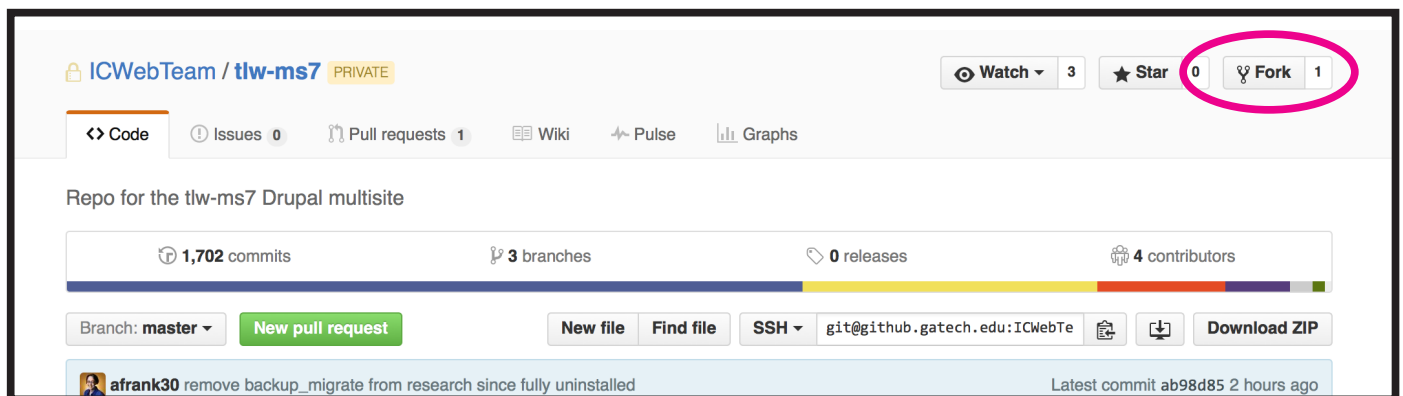 ICWebTeam / tlw-ms7 PRIVATE Watch 3 Star 0 Fork 1
Code Issues 0 Pull requests 1 Wiki Pulse Graphs
Repo for the tlw-ms7 Drupal multisite
1,702 commits 3 branches 0 releases 4 contributors
Branch: master New pull request New file Find file SSH git@github.gatech.edu:ICWebTe Download ZIP
afrank30 remove backup_migrate from research since fully uninstalled Latest commit ab98d85 2 hours ago